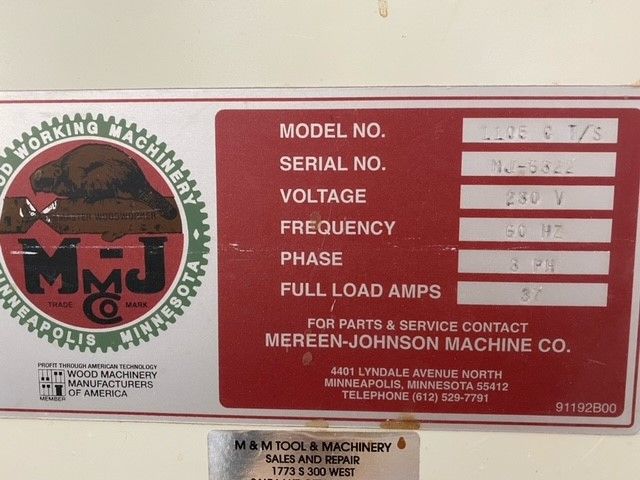 WOOD WORKING MACHINERY
MASTER WOODWORKER
M-J
M
Co
TRADE MARK
MINNEAPOLIS MINNESOTA
PROFIT THROUGH AMERICAN TECHNOLOGY
WOOD MACHINERY
MANUFACTURERS
OF AMERICA
MEMBER
MODEL NO. T/S
SERIAL NO.
VOLTAGE 230 V
FREQUENCY 60 HZ
PHASE 3 PH
FULL LOAD AMPS 37
FOR PARTS & SERVICE CONTACT
MEREEN-JOHNSON MACHINE CO.
4401 LYNDALE AVENUE NORTH
MINNEAPOLIS, MINNESOTA 55412
TELEPHONE (612) 529-7791
91192B00
M & M TOOL & MACHINERY
SALES AND REPAIR
1773 S 300 WEST